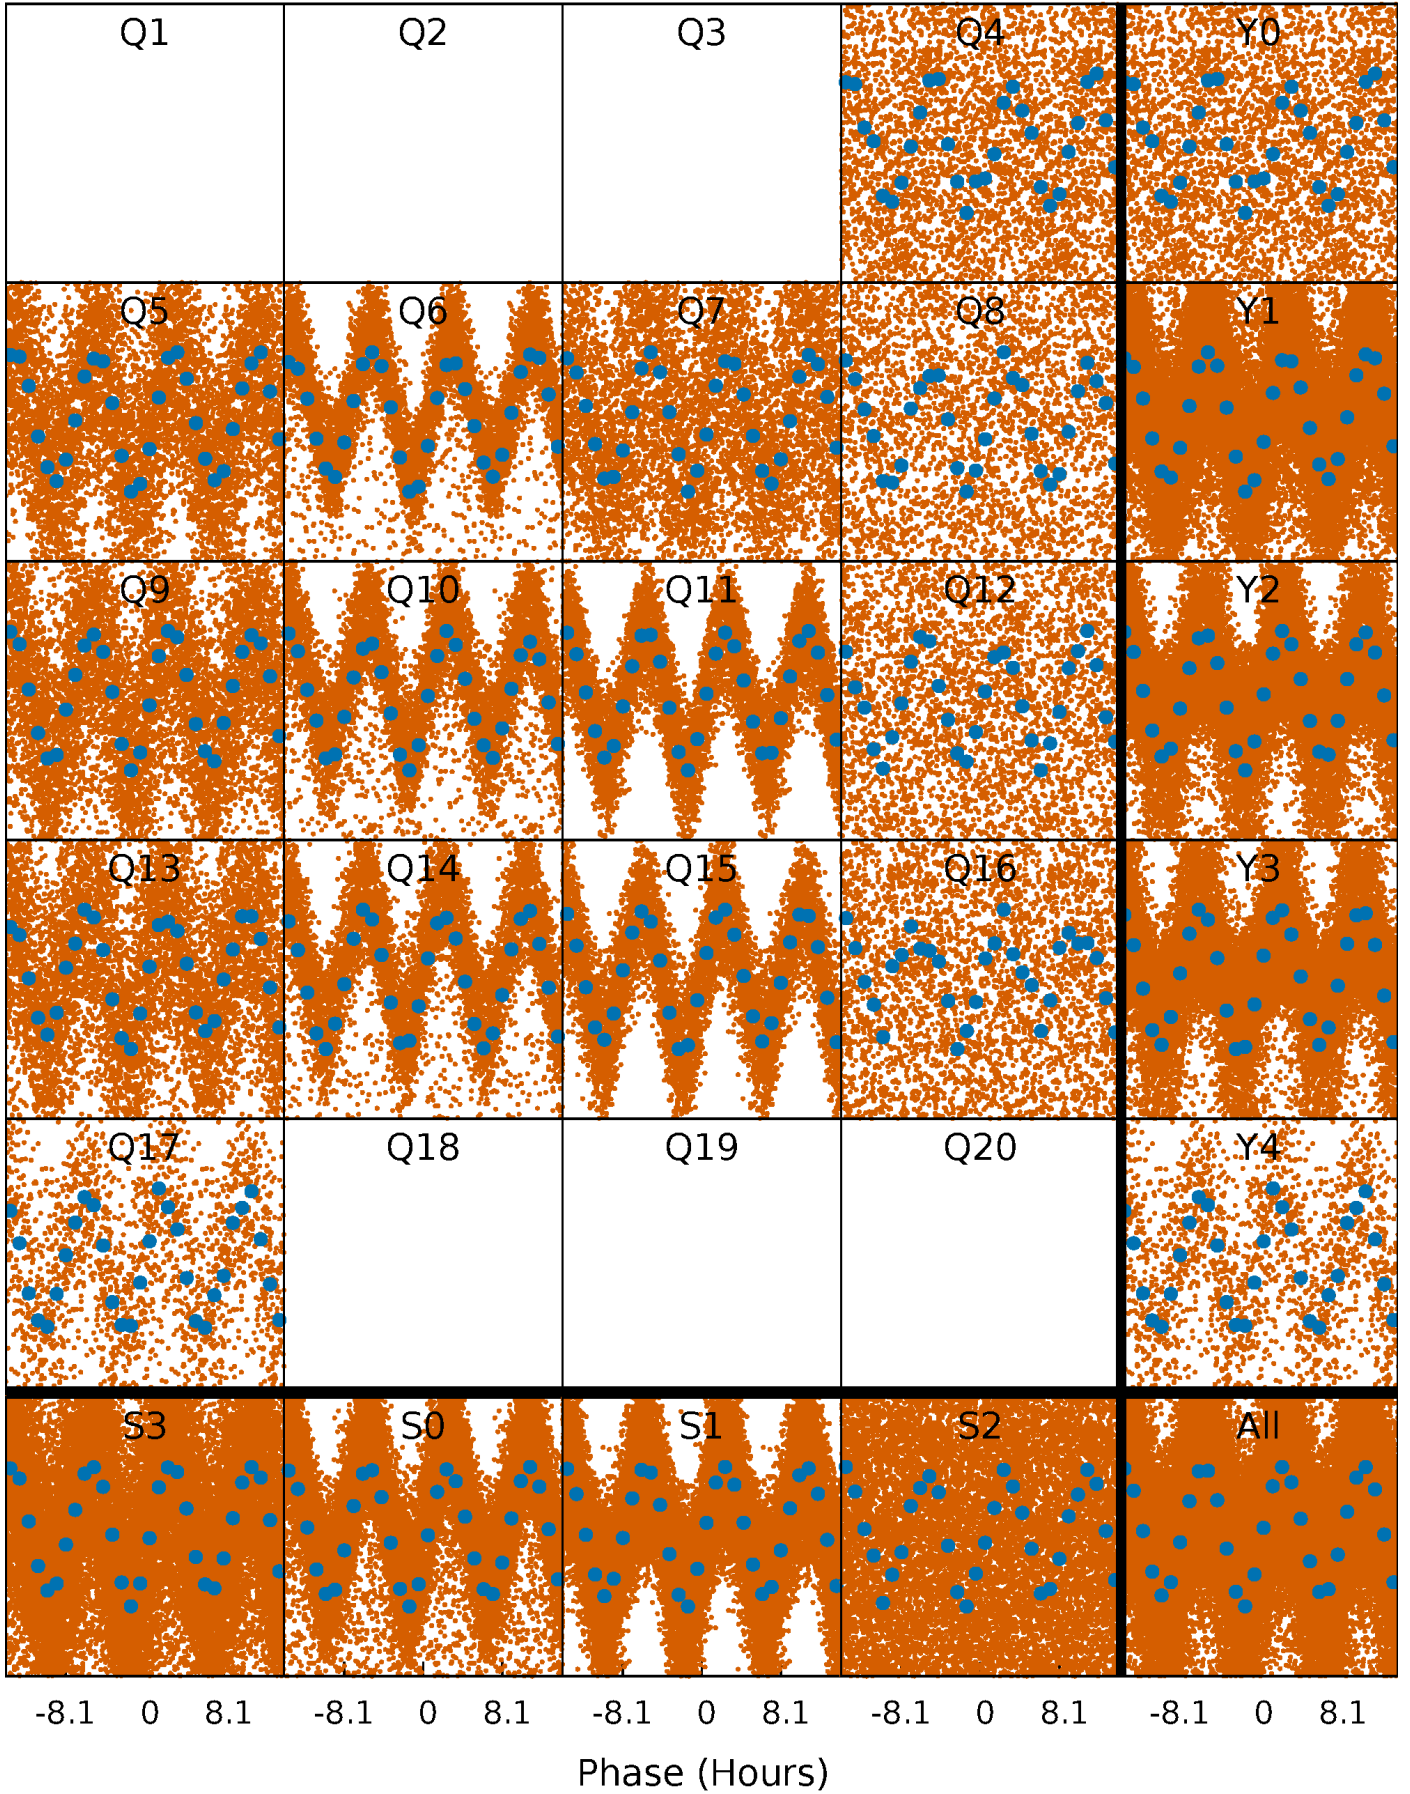 Q1 Q2 Q3 Q4 Y0
Q5 Q6 Q7 Q8 Y1
Q9 Q10 Q11 Q12 Y2
Q13 Q14 Q15 Q16 Y3
Q17 Q18 Q19 Q20 Y4
S3 S0 S1 S2 All
-8.1 0 8.1 -8.1 0 8.1 -8.1 0 8.1 -8.1 0 8.1 -8.1 0 8.1
Phase (Hours)